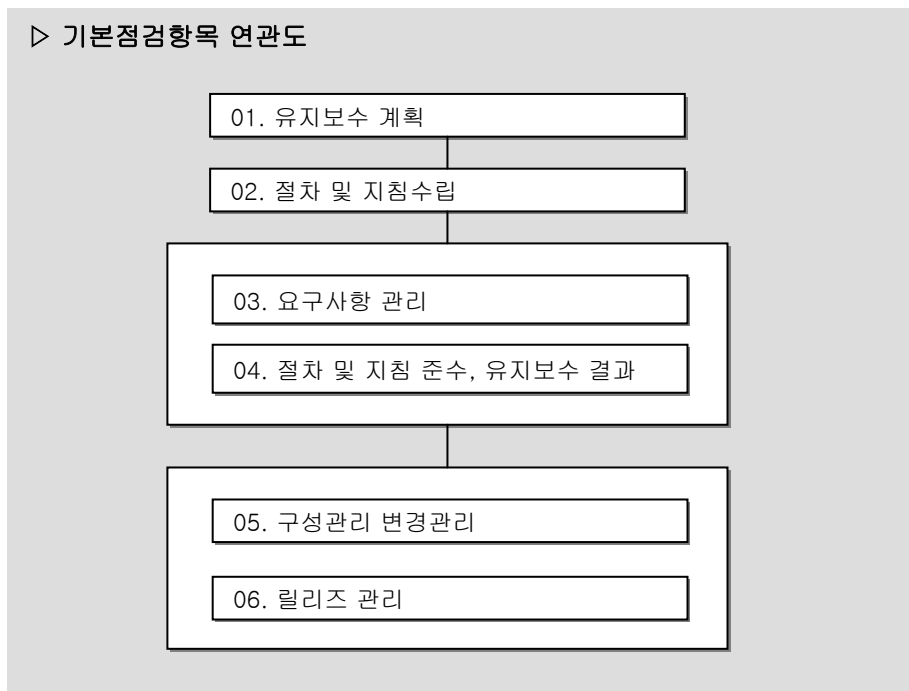 ▷ 기본점검항목 연관도
01. 유지보수 계획
02. 절차 및 지침수립
03. 요구사항 관리
04. 절차 및 지침 준수, 유지보수 결과
05. 구성관리 변경관리
06. 릴리즈 관리